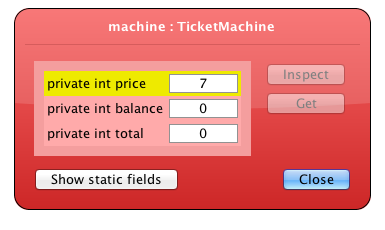 machine : TicketMachine
private int price 7
Inspect
private int balance 0
Get
private int total 0
Show static fields
Close